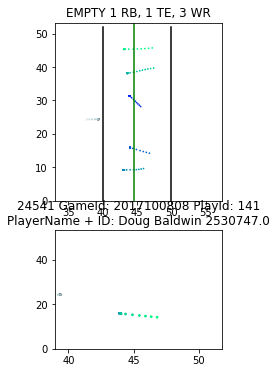 EMPTY 1 RB, 1 TE, 3 WR
50
40
30
20
10
0
35 40 45 50 55
24541 GameId: 2017100808 PlayId: 141
PlayerName + ID: Doug Baldwin 2530747.0
40
20
0
40 45 50